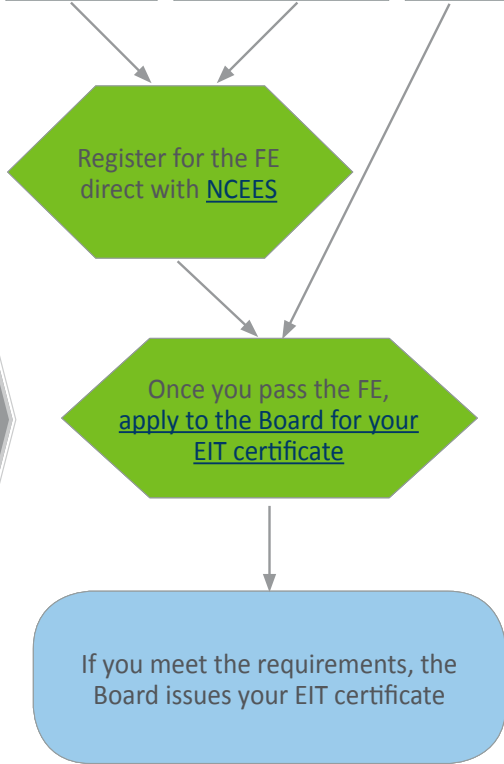 Register for the FE
direct with NCEES
Once you pass the FE,
apply to the Board for your
EIT certificate
If you meet the requirements, the
Board issues your EIT certificate